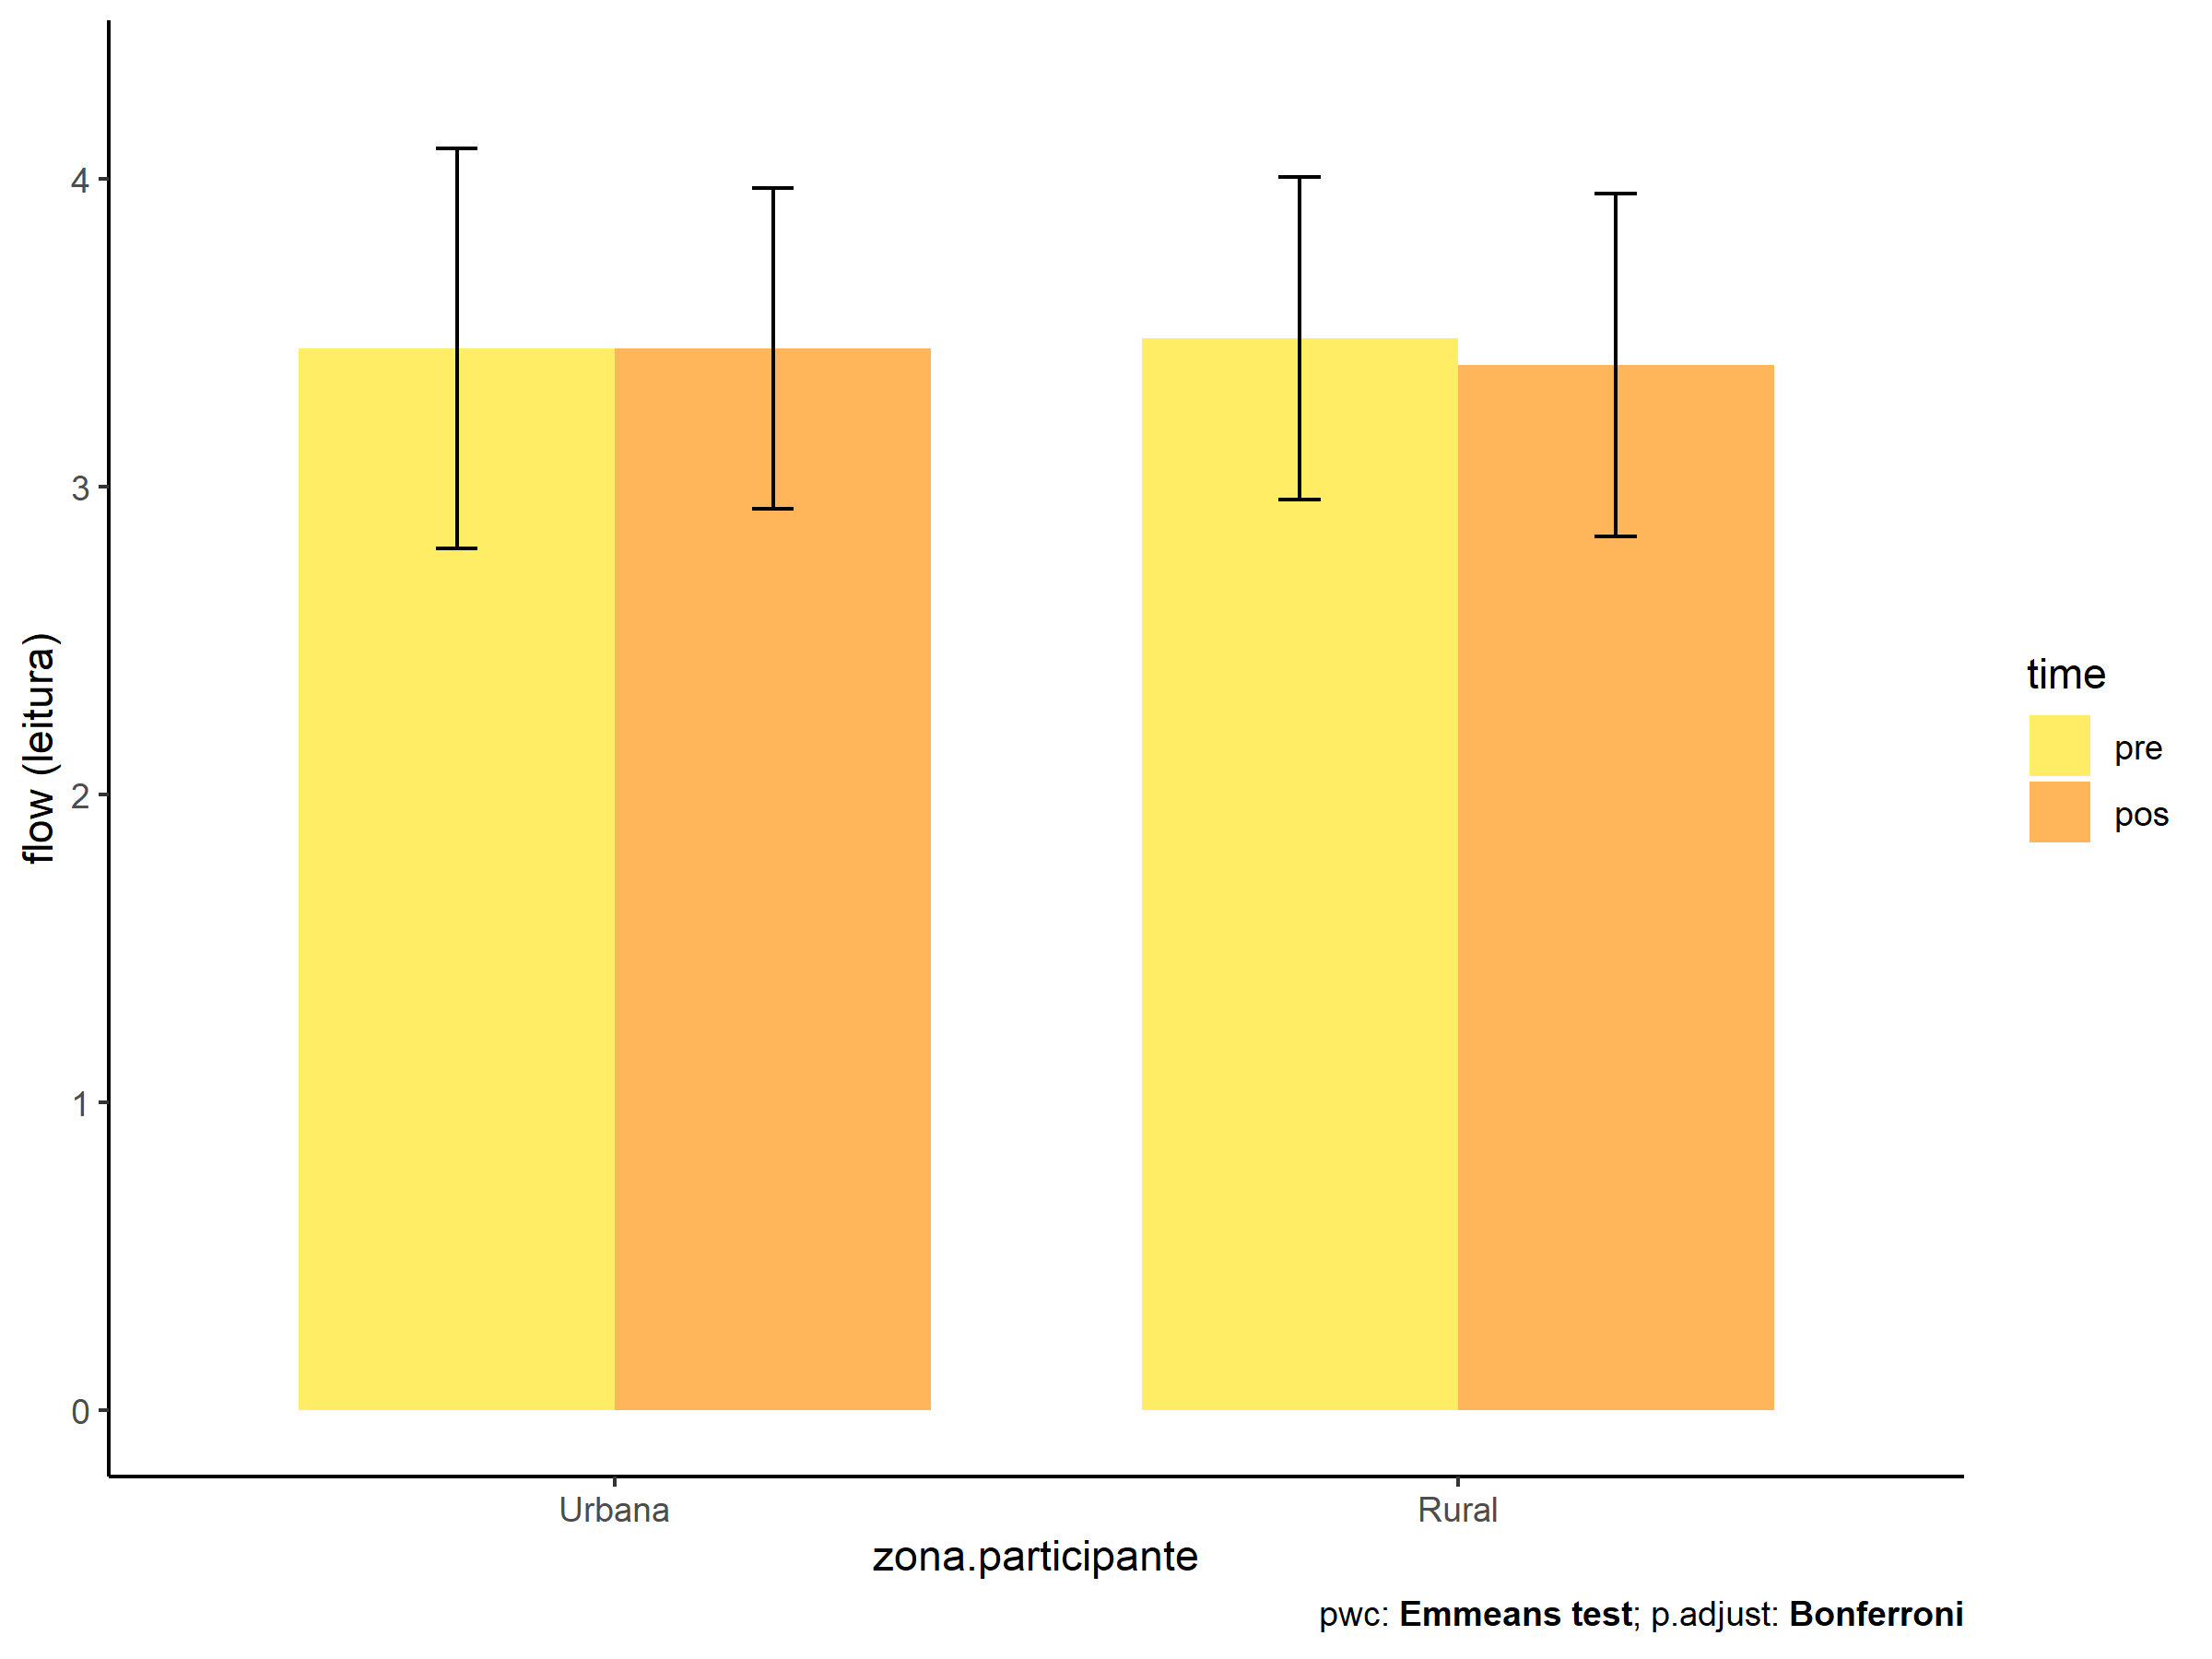 flow (leitura)
4
3
2
1
0
Urbana
Rural
zona.participante
time
pre
pos
pwc: Emmeans test; p.adjust: Bonferroni